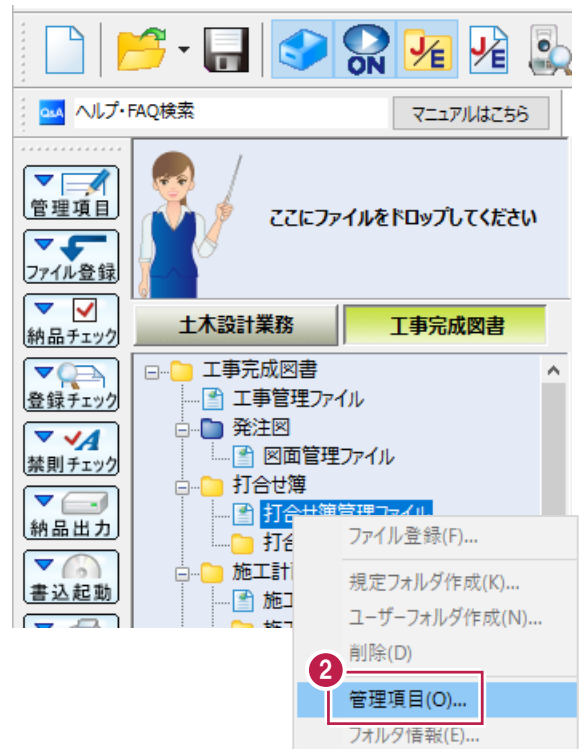 ON
J/E
J/E
Q&A ヘルプ・FAQ検索
マニュアルはこちら
管理項目
ファイル登録
納品チェック
登録チェック
禁則チェック
納品出力
書込起動
ここにファイルをドロップしてください
土木設計業務
工事完成図書
工事完成図書
工事管理ファイル
発注図
図面管理ファイル
打合せ簿
打合せ簿管理ファイル
打合
施工計
施工
ファイル登録(F)...
規定フォルダ作成(K)...
ユーザーフォルダ作成(N)...
削除(D)
2
管理項目(O)...
フォルダ情報(E)...